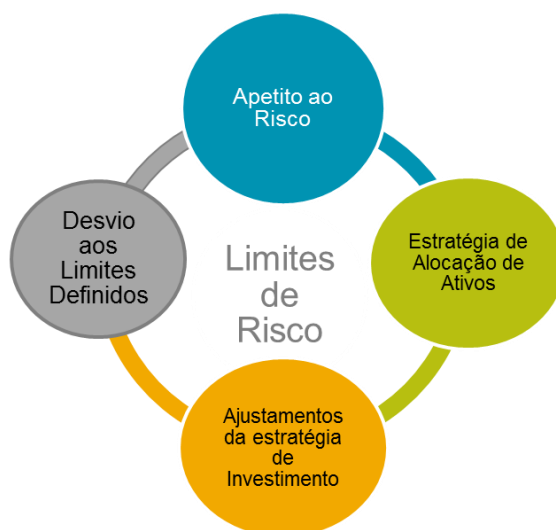 Apetito ao
Risco
Estratégia de
Alocação de
Ativos
Ajustamentos
da estratégia
de
Investimento
Desvio
aos
Limites
Definidos
Limites
de
Risco